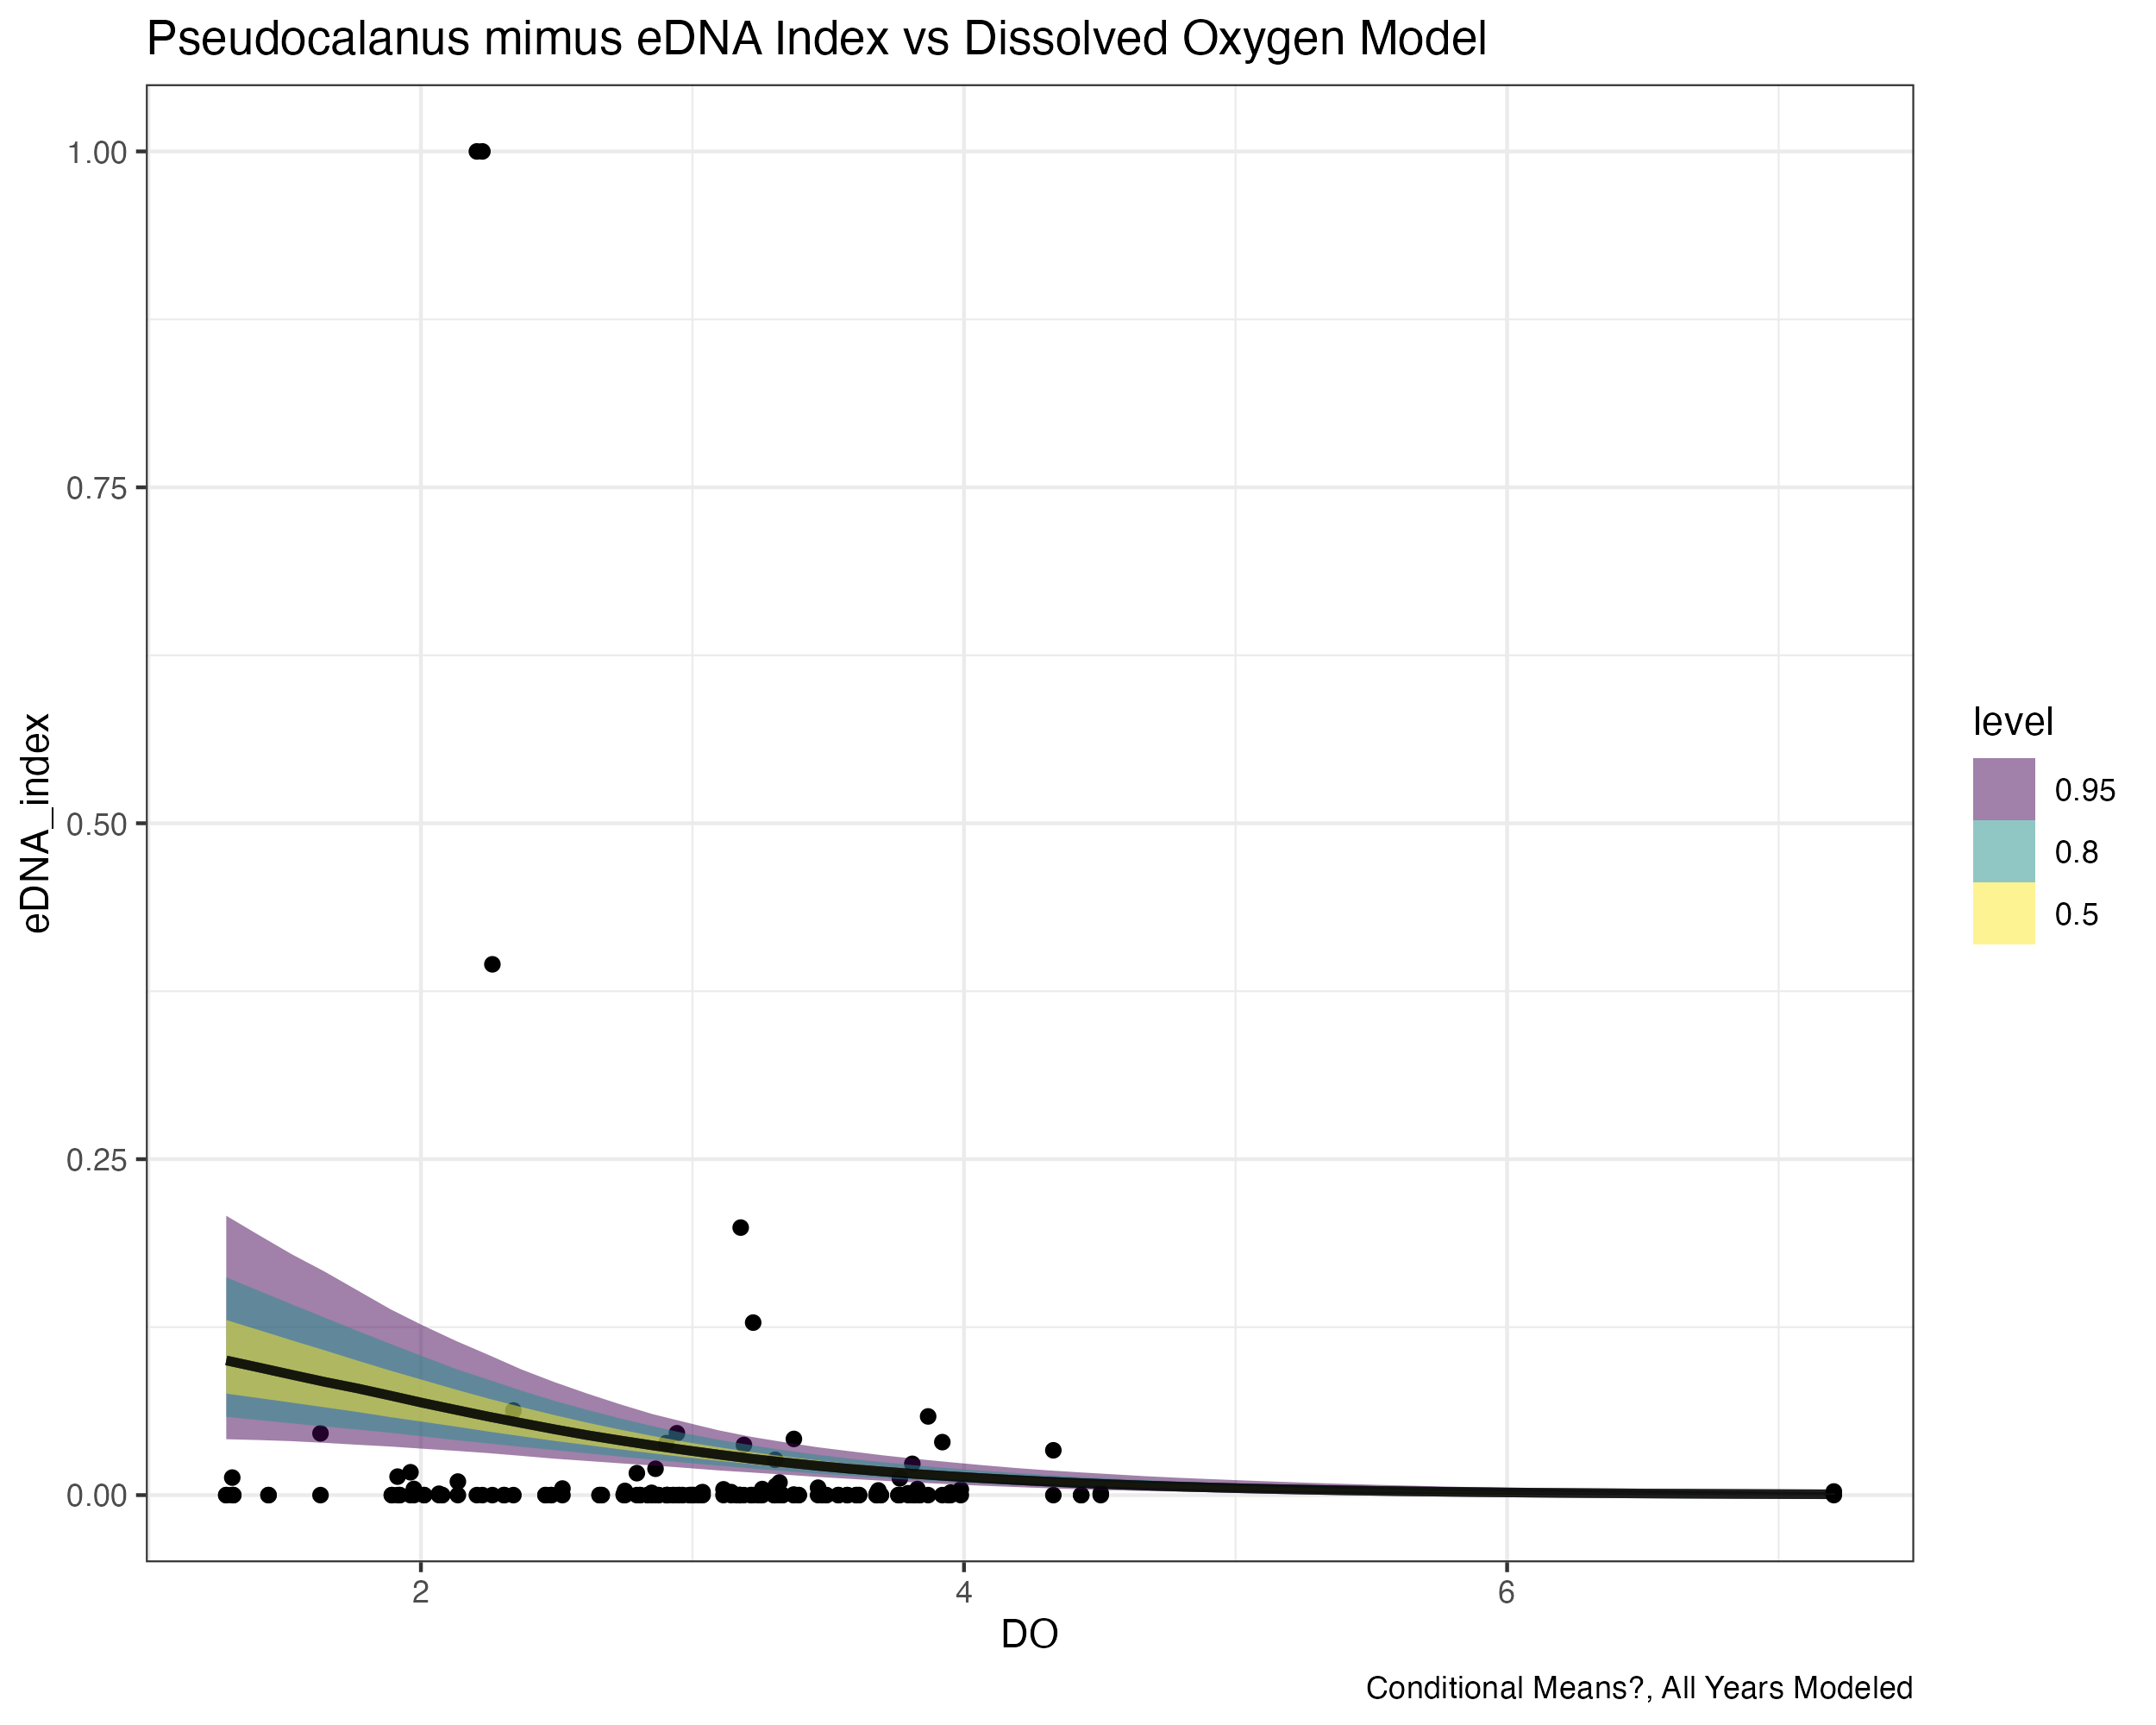 Pseudocalanus mimus eDNA Index vs Dissolved Oxygen Model
1.00
0.75
0.50
0.25
0.00
eDNA_index
2
4
6
DO
level
0.95
0.8
0.5
Conditional Means?, All Years Modeled